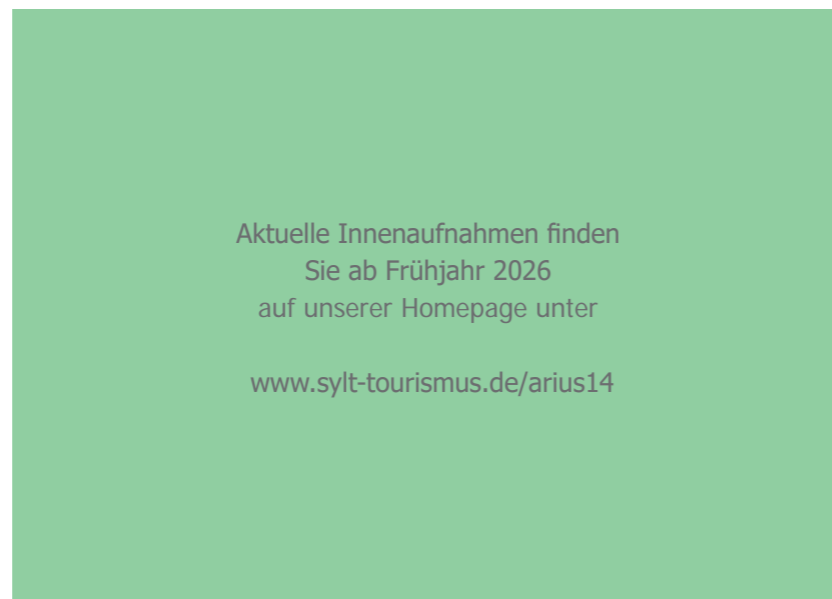 Aktuelle Innenaufnahmen finden
Sie ab Frühjahr 2026
auf unserer Homepage unter
www.sylt-tourismus.de/arius14